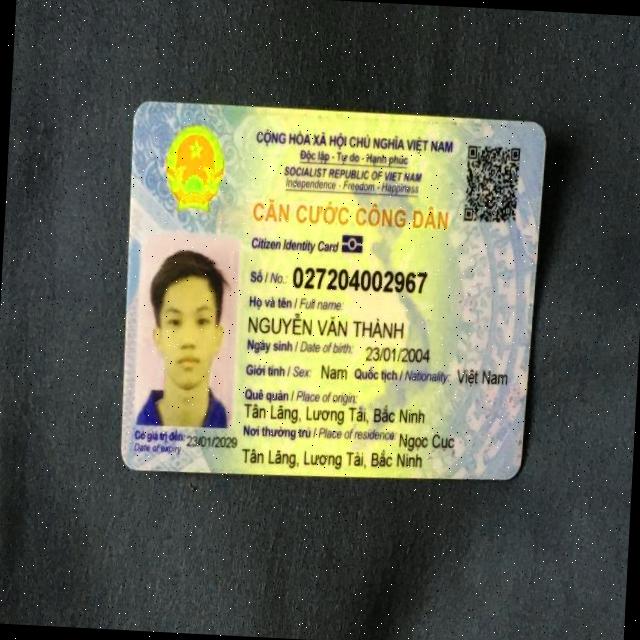 CỘNG HÒA XÃ HỘI CHỦ NGHĨA VIỆT NAM
Độc lập - Tự do - Hạnh phúc
SOCIALIST REPUBLIC OF VIET NAM
Independence - Freedom - Happiness
CĂN CƯỚC CÔNG DÂN
Citizen Identity Card
Số / No.: 027204002967
Họ và tên / Full name:
NGUYỄN VĂN THÀNH
Ngày sinh / Date of birth: 23/01/2004
Giới tính / Sex: Nam Quốc tịch / Nationality: Việt Nam
Quê quán / Place of origin:
Tân Lãng, Lương Tài, Bắc Ninh
Nơi thường trú / Place of residence: Ngọc Cục
Tân Lãng, Lương Tài, Bắc Ninh
Có giá trị đến: 23/01/2029
Date of expiry